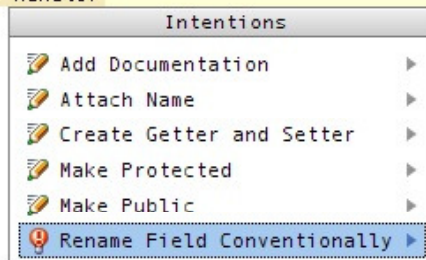 Intentions
Add Documentation
Attach Name
Create Getter and Setter
Make Protected
Make Public
Rename Field Conventionally